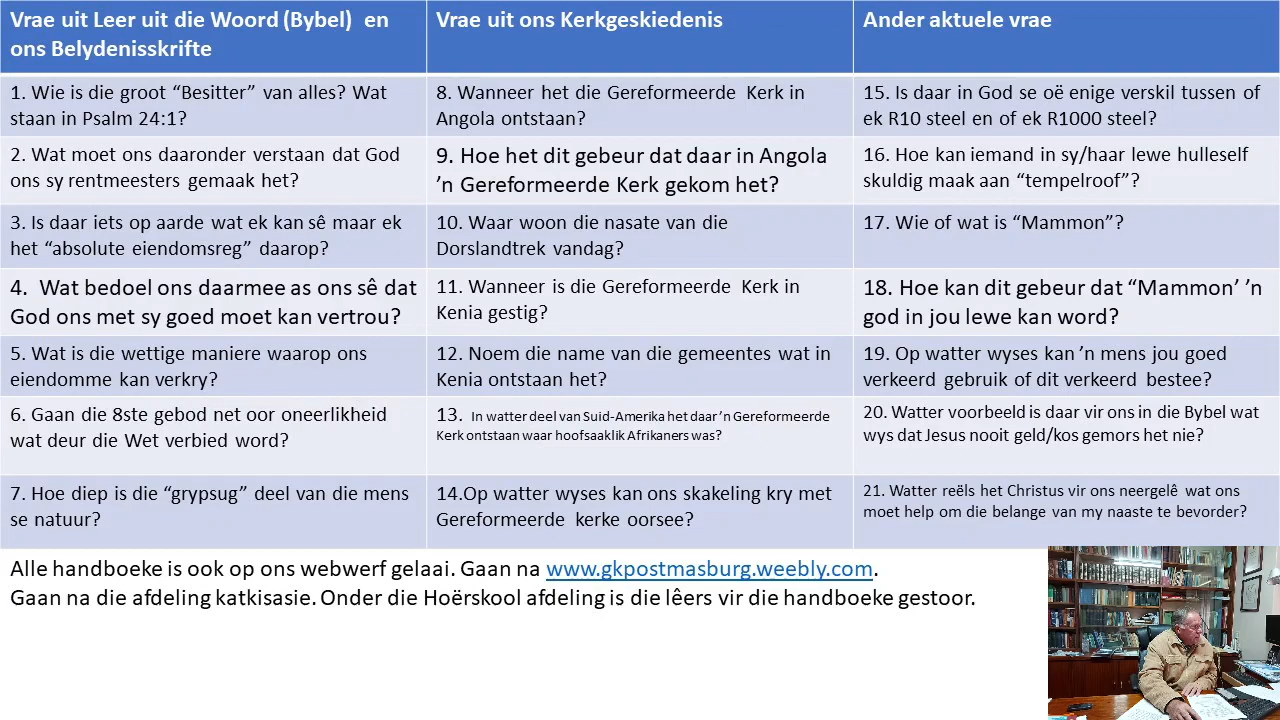 Vrae uit Leer uit die Woord (Bybel) en
ons Belydenisskrifte
Vrae uit ons Kerkgeskiedenis
Ander aktuele vrae
1. Wie is die groot “Besitter” van alles? Wat
staan in Psalm 24:1?
8. Wanneer het die Gereformeerde Kerk in
Angola ontstaan?
15. Is daar in God se oë enige verskil tussen of
ek R10 steel en of ek R1000 steel?
2. Wat moet ons daaronder verstaan dat God
ons sy rentmeesters gemaak het?
9. Hoe het dit gebeur dat daar in Angola
’n Gereformeerde Kerk gekom het?
16. Hoe kan iemand in sy/haar lewe hulleself
skuldig maak aan “tempelroof”?
3. Is daar iets op aarde wat ek kan sê maar ek
het “absolute eiendomsreg” daarop?
10. Waar woon die nasate van die
Dorslandtrek vandag?
17. Wie of wat is “Mammon”?
4. Wat bedoel ons daarmee as ons sê dat
God ons met sy goed moet kan vertrou?
11. Wanneer is die Gereformeerde Kerk in
Kenia gestig?
18. Hoe kan dit gebeur dat “Mammon’ ’n
god in jou lewe kan word?
5. Wat is die wettige maniere waarop ons
eiendomme kan verkry?
12. Noem die name van die gemeentes wat in
Kenia ontstaan het?
19. Op watter wyses kan ’n mens jou goed
verkeerd gebruik of dit verkeerd bestee?
6. Gaan die 8ste gebod net oor oneerlikheid
wat deur die Wet verbied word?
13. In watter deel van Suid-Amerika het daar ’n Gereformeerde
Kerk ontstaan waar hoofsaaklik Afrikaners was?
20. Watter voorbeeld is daar vir ons in die Bybel wat
wys dat Jesus nooit geld/kos gemors het nie?
7. Hoe diep is die “grypsug” deel van die mens
se natuur?
14.Op watter wyses kan ons skakeling kry met
Gereformeerde kerke oorsee?
21. Watter reëls het Christus vir ons neergelê wat ons
moet help om die belange van my naaste te bevorder?
Alle handboeke is ook op ons webwerf gelaai. Gaan na www.gkpostmasburg.weebly.com.
Gaan na die afdeling katkisasie. Onder die Hoërskool afdeling is die lêers vir die handboeke gestoor.